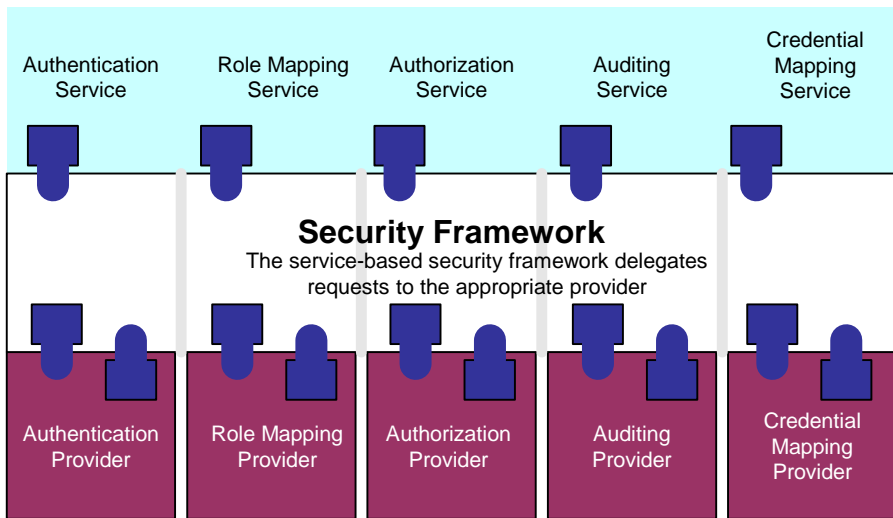 Authentication
Service
Role Mapping
Service
Authorization
Service
Auditing
Service
Credential
Mapping
Service
Security Framework
The service-based security framework delegates
requests to the appropriate provider
Authentication
Provider
Role Mapping
Provider
Authorization
Provider
Auditing
Provider
Credential
Mapping
Provider